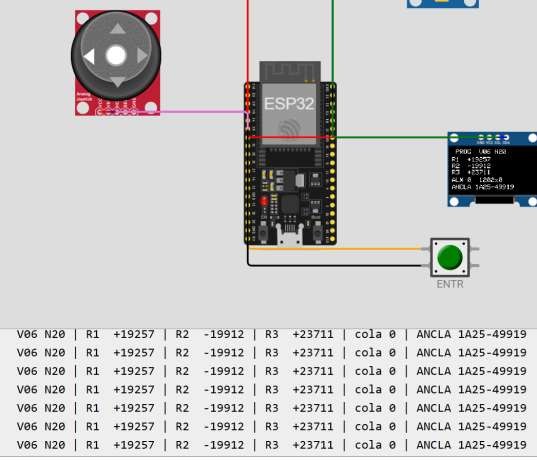 Analog
Joystick
ESP32
PROG V06 N20
R1 +19257
R2 -19912
R3 +23711
ANCLA 1A25-49919
ENTR
V06 N20 | R1 +19257 | R2 -19912 | R3 +23711 | cola 0 | ANCLA 1A25-49919
V06 N20 | R1 +19257 | R2 -19912 | R3 +23711 | cola 0 | ANCLA 1A25-49919
V06 N20 | R1 +19257 | R2 -19912 | R3 +23711 | cola 0 | ANCLA 1A25-49919
V06 N20 | R1 +19257 | R2 -19912 | R3 +23711 | cola 0 | ANCLA 1A25-49919
V06 N20 | R1 +19257 | R2 -19912 | R3 +23711 | cola 0 | ANCLA 1A25-49919
V06 N20 | R1 +19257 | R2 -19912 | R3 +23711 | cola 0 | ANCLA 1A25-49919
V06 N20 | R1 +19257 | R2 -19912 | R3 +23711 | cola 0 | ANCLA 1A25-49919